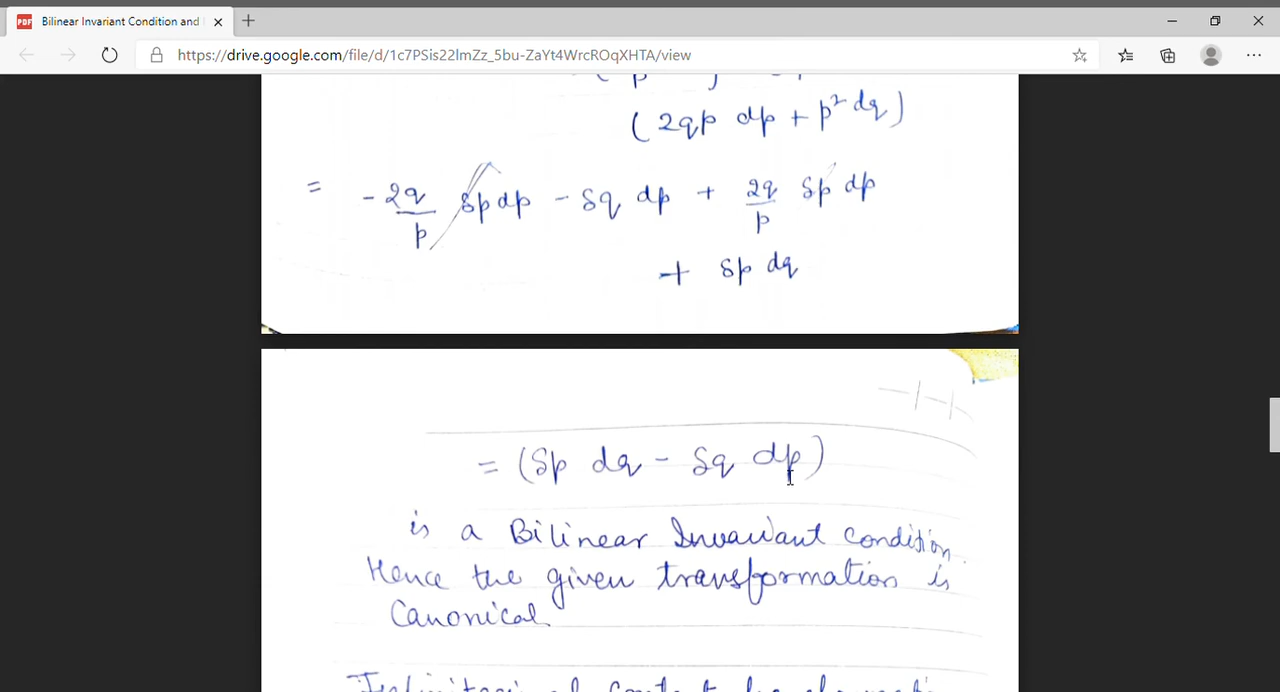 Bilinear Invariant Condition and
https://drive.google.com/file/d/1c7PSis22lmZz_5bu-ZaYt4WrcROqXHTA/view
(2qp dp + p² dq)
= -2q/p δp dp - δq dp + 2q/p δp dp
+ δp dq
= (δp dq - δq dp)
is a Bilinear Invariant Condition.
Hence the given transformation is
Canonical